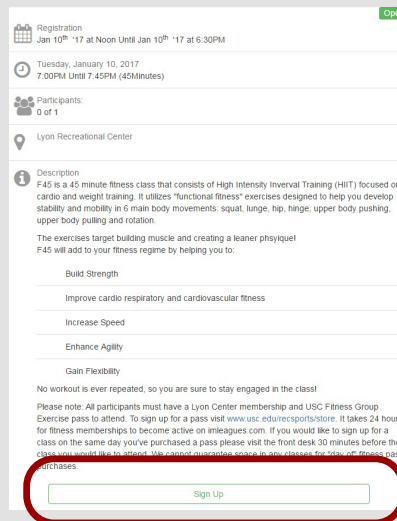 Ope
Registration
Jan 10th '17 at Noon Until Jan 10th '17 at 6:30PM
Tuesday, January 10, 2017
7:00PM Until 7:45PM (45Minutes)
Participants:
0 of 1
Lyon Recreational Center
Description
F45 is a 45 minute fitness class that consists of High Intensity Inverval Training (HIIT) focused on
cardio and weight training. It utilizes "functional fitness" exercises designed to help you develop
stability and mobility in 6 main body movements: squat, lunge, hip, hinge, upper body pushing,
upper body pulling and rotation.
The exercises target building muscle and creating a leaner phsyique!
F45 will add to your fitness regime by helping you to:
Build Strength
Improve cardio respiratory and cardiovascular fitness
Increase Speed
Enhance Agility
Gain Flexibility
No workout is ever repeated, so you are sure to stay engaged in the class!
Please note: All participants must have a Lyon Center membership and USC Fitness Group
Exercise pass to attend. To sign up for a pass visit www.usc.edu/recsports/store. It takes 24 hour
for fitness memberships to become active on imleagues.com. If you would like to sign up for a
class on the same day you've purchased a pass please visit the front desk 30 minutes before the
class you would like to attend. We cannot guarantee space in any classes for "day of" fitness pas
purchases.
Sign Up